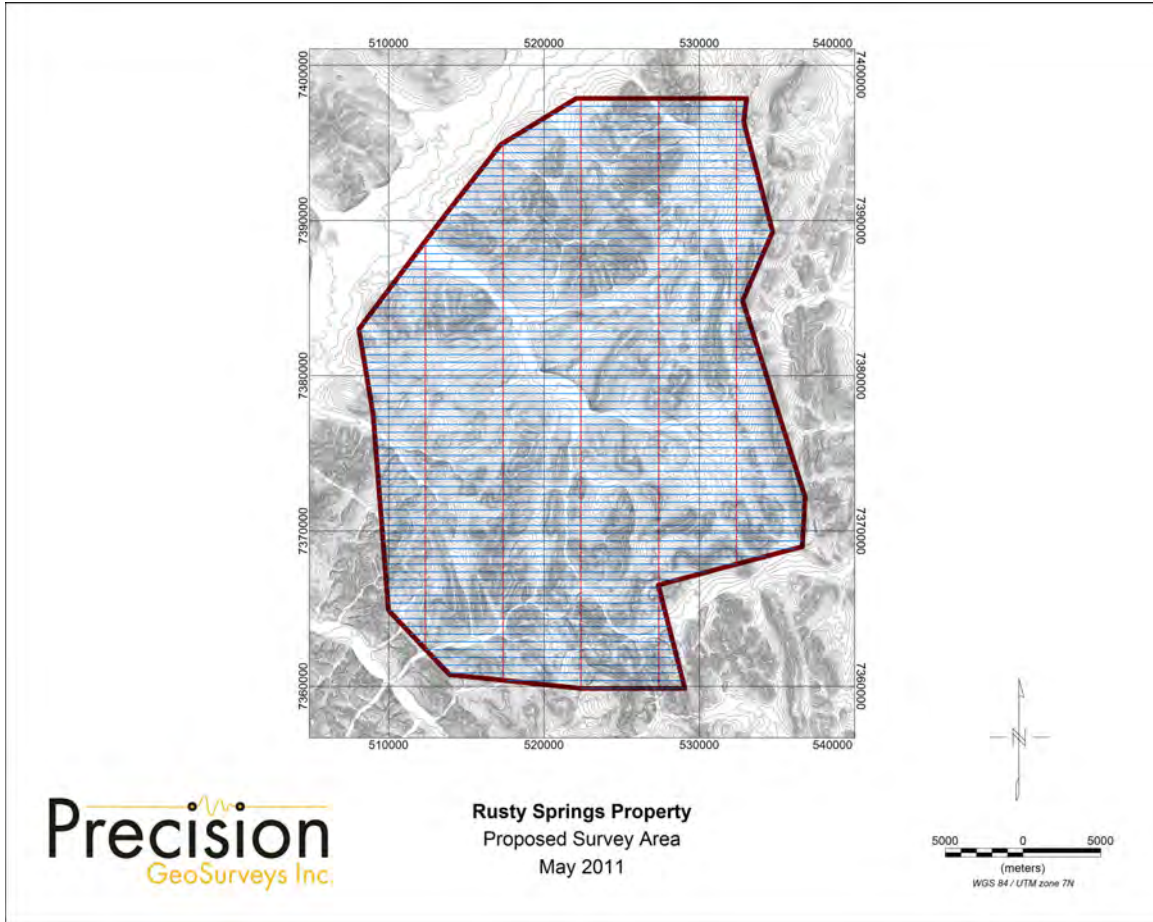 510000 520000 530000 540000
7400000 7400000
7390000 7390000
7380000 7380000
7370000 7370000
7360000 7360000
510000 520000 530000 540000
Precision
GeoSurveys Inc.
Rusty Springs Property
Proposed Survey Area
May 2011
N
5000 0 5000
(meters)
WGS 84 / UTM zone 7N